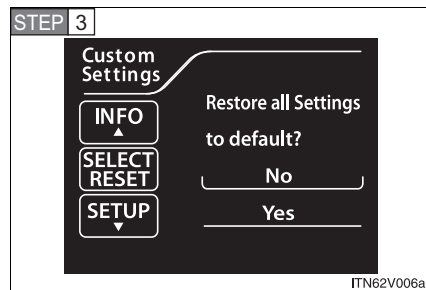 STEP 3
Custom
Settings
INFO
▲
SELECT
RESET
SETUP
▼
Restore all Settings
to default?
No
Yes
ITN62V006a